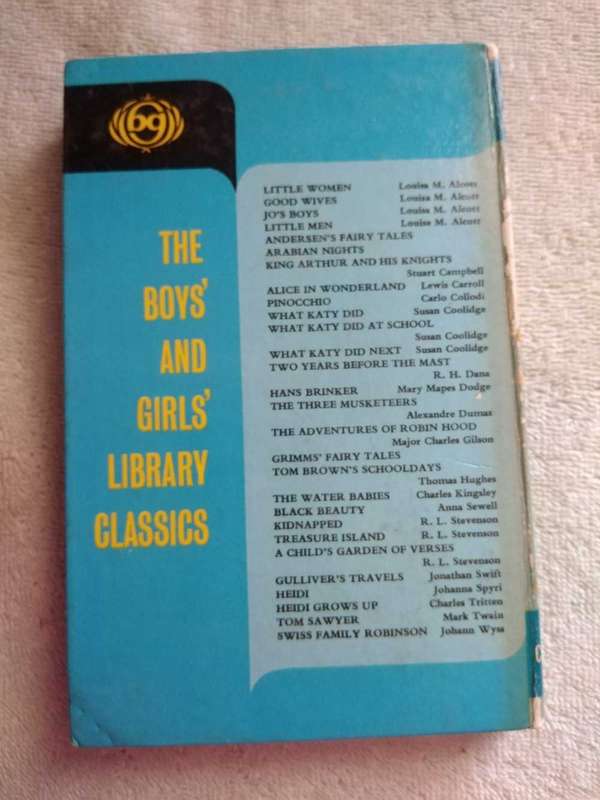 bg
THE
BOYS'
AND
GIRLS'
LIBRARY
CLASSICS
LITTLE WOMEN Louisa M. Alcott
GOOD WIVES Louisa M. Alcott
JO'S BOYS Louisa M. Alcott
LITTLE MEN Louisa M. Alcott
ANDERSEN'S FAIRY TALES
ARABIAN NIGHTS
KING ARTHUR AND HIS KNIGHTS
Stuart Campbell
ALICE IN WONDERLAND Lewis Carroll
PINOCCHIO Carlo Collodi
WHAT KATY DID Susan Coolidge
WHAT KATY DID AT SCHOOL
Susan Coolidge
WHAT KATY DID NEXT Susan Coolidge
TWO YEARS BEFORE THE MAST
R. H. Dana
HANS BRINKER Mary Mapes Dodge
THE THREE MUSKETEERS
Alexandre Dumas
THE ADVENTURES OF ROBIN HOOD
Major Charles Gilson
GRIMMS' FAIRY TALES
TOM BROWN'S SCHOOLDAYS
Thomas Hughes
THE WATER BABIES Charles Kingsley
BLACK BEAUTY Anna Sewell
KIDNAPPED R. L. Stevenson
TREASURE ISLAND R. L. Stevenson
A CHILD'S GARDEN OF VERSES
R. L. Stevenson
GULLIVER'S TRAVELS Jonathan Swift
HEIDI Johanna Spyri
HEIDI GROWS UP Charles Tritten
TOM SAWYER Mark Twain
SWISS FAMILY ROBINSON Johann Wyss